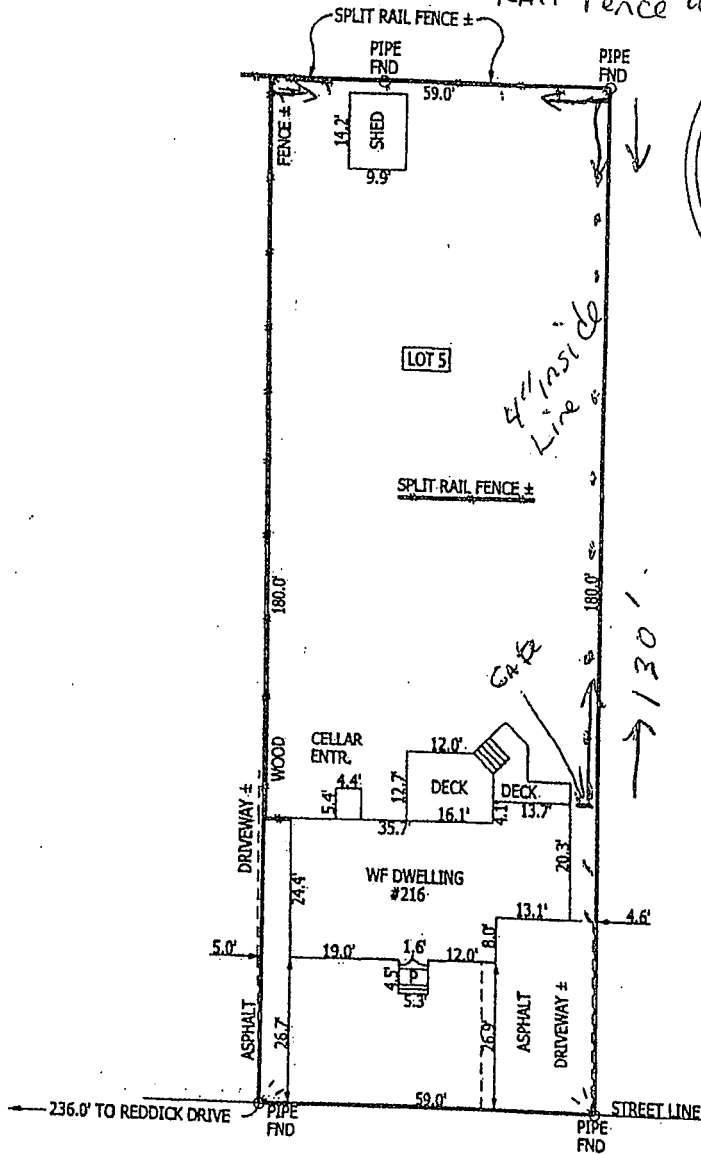 Rail Fence
SPLIT RAIL FENCE ±
PIPE
FND
PIPE
FND
59.0'
FENCE ±
14.2'
SHED
9.9'
LOT 5
4" inside
Line
SPLIT RAIL FENCE ±
180.0'
180.0'
130'
Gate
WOOD
CELLAR
ENTR.
4.4'
5.4'
12.0'
12.7'
DECK
DECK
16.1'
4.1'
13.7'
35.7'
DRIVEWAY ±
24.4'
WF DWELLING
#216
20.3'
13.1'
8.0'
4.6'
5.0'
19.0'
1.6'
12.0'
4.5'
P
5.3'
ASPHALT
26.7'
26.9'
ASPHALT
DRIVEWAY ±
59.0'
236.0' TO REDDICK DRIVE
PIPE
FND
STREET LINE
PIPE
FND